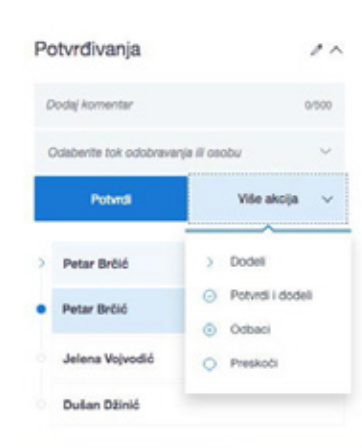 Potvrđivanja
Dodaj komentar 0/500
Odaberite tok odobravanja ili osobu
Potvrdi Više akcija
Petar Brčić
Dodeli
Petar Brčić
Potvrdi i dodeli
Odbaci
Jelena Vojvodić
Preskoči
Dušan Džinić